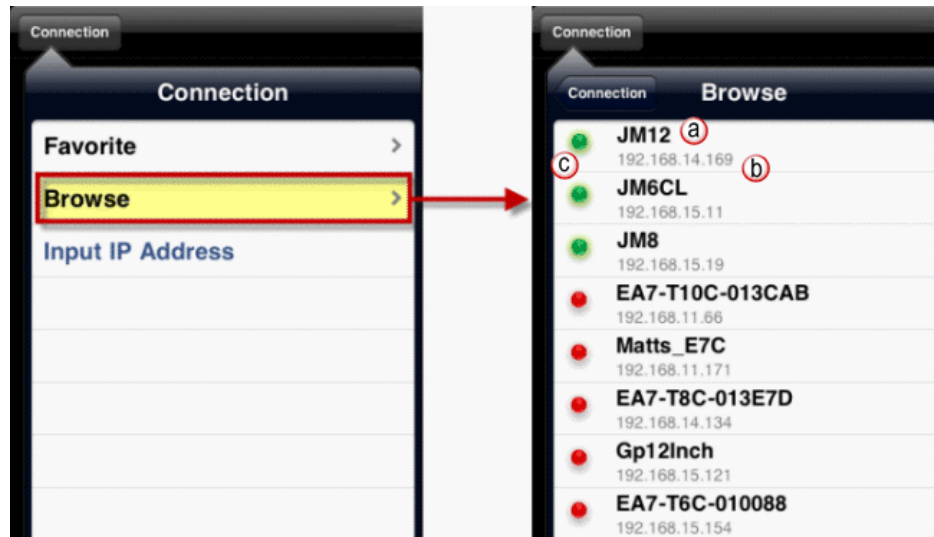 Connection
Connection
Favorite
Browse
Input IP Address
Connection
Connection
Browse
JM12 a
192.168.14.169 b
c
JM6CL
192.168.15.11
JM8
192.168.15.19
EA7-T10C-013CAB
192.168.11.66
Matts_E7C
192.168.11.171
EA7-T8C-013E7D
192.168.14.134
Gp12Inch
192.168.15.121
EA7-T6C-010088
192.168.15.154